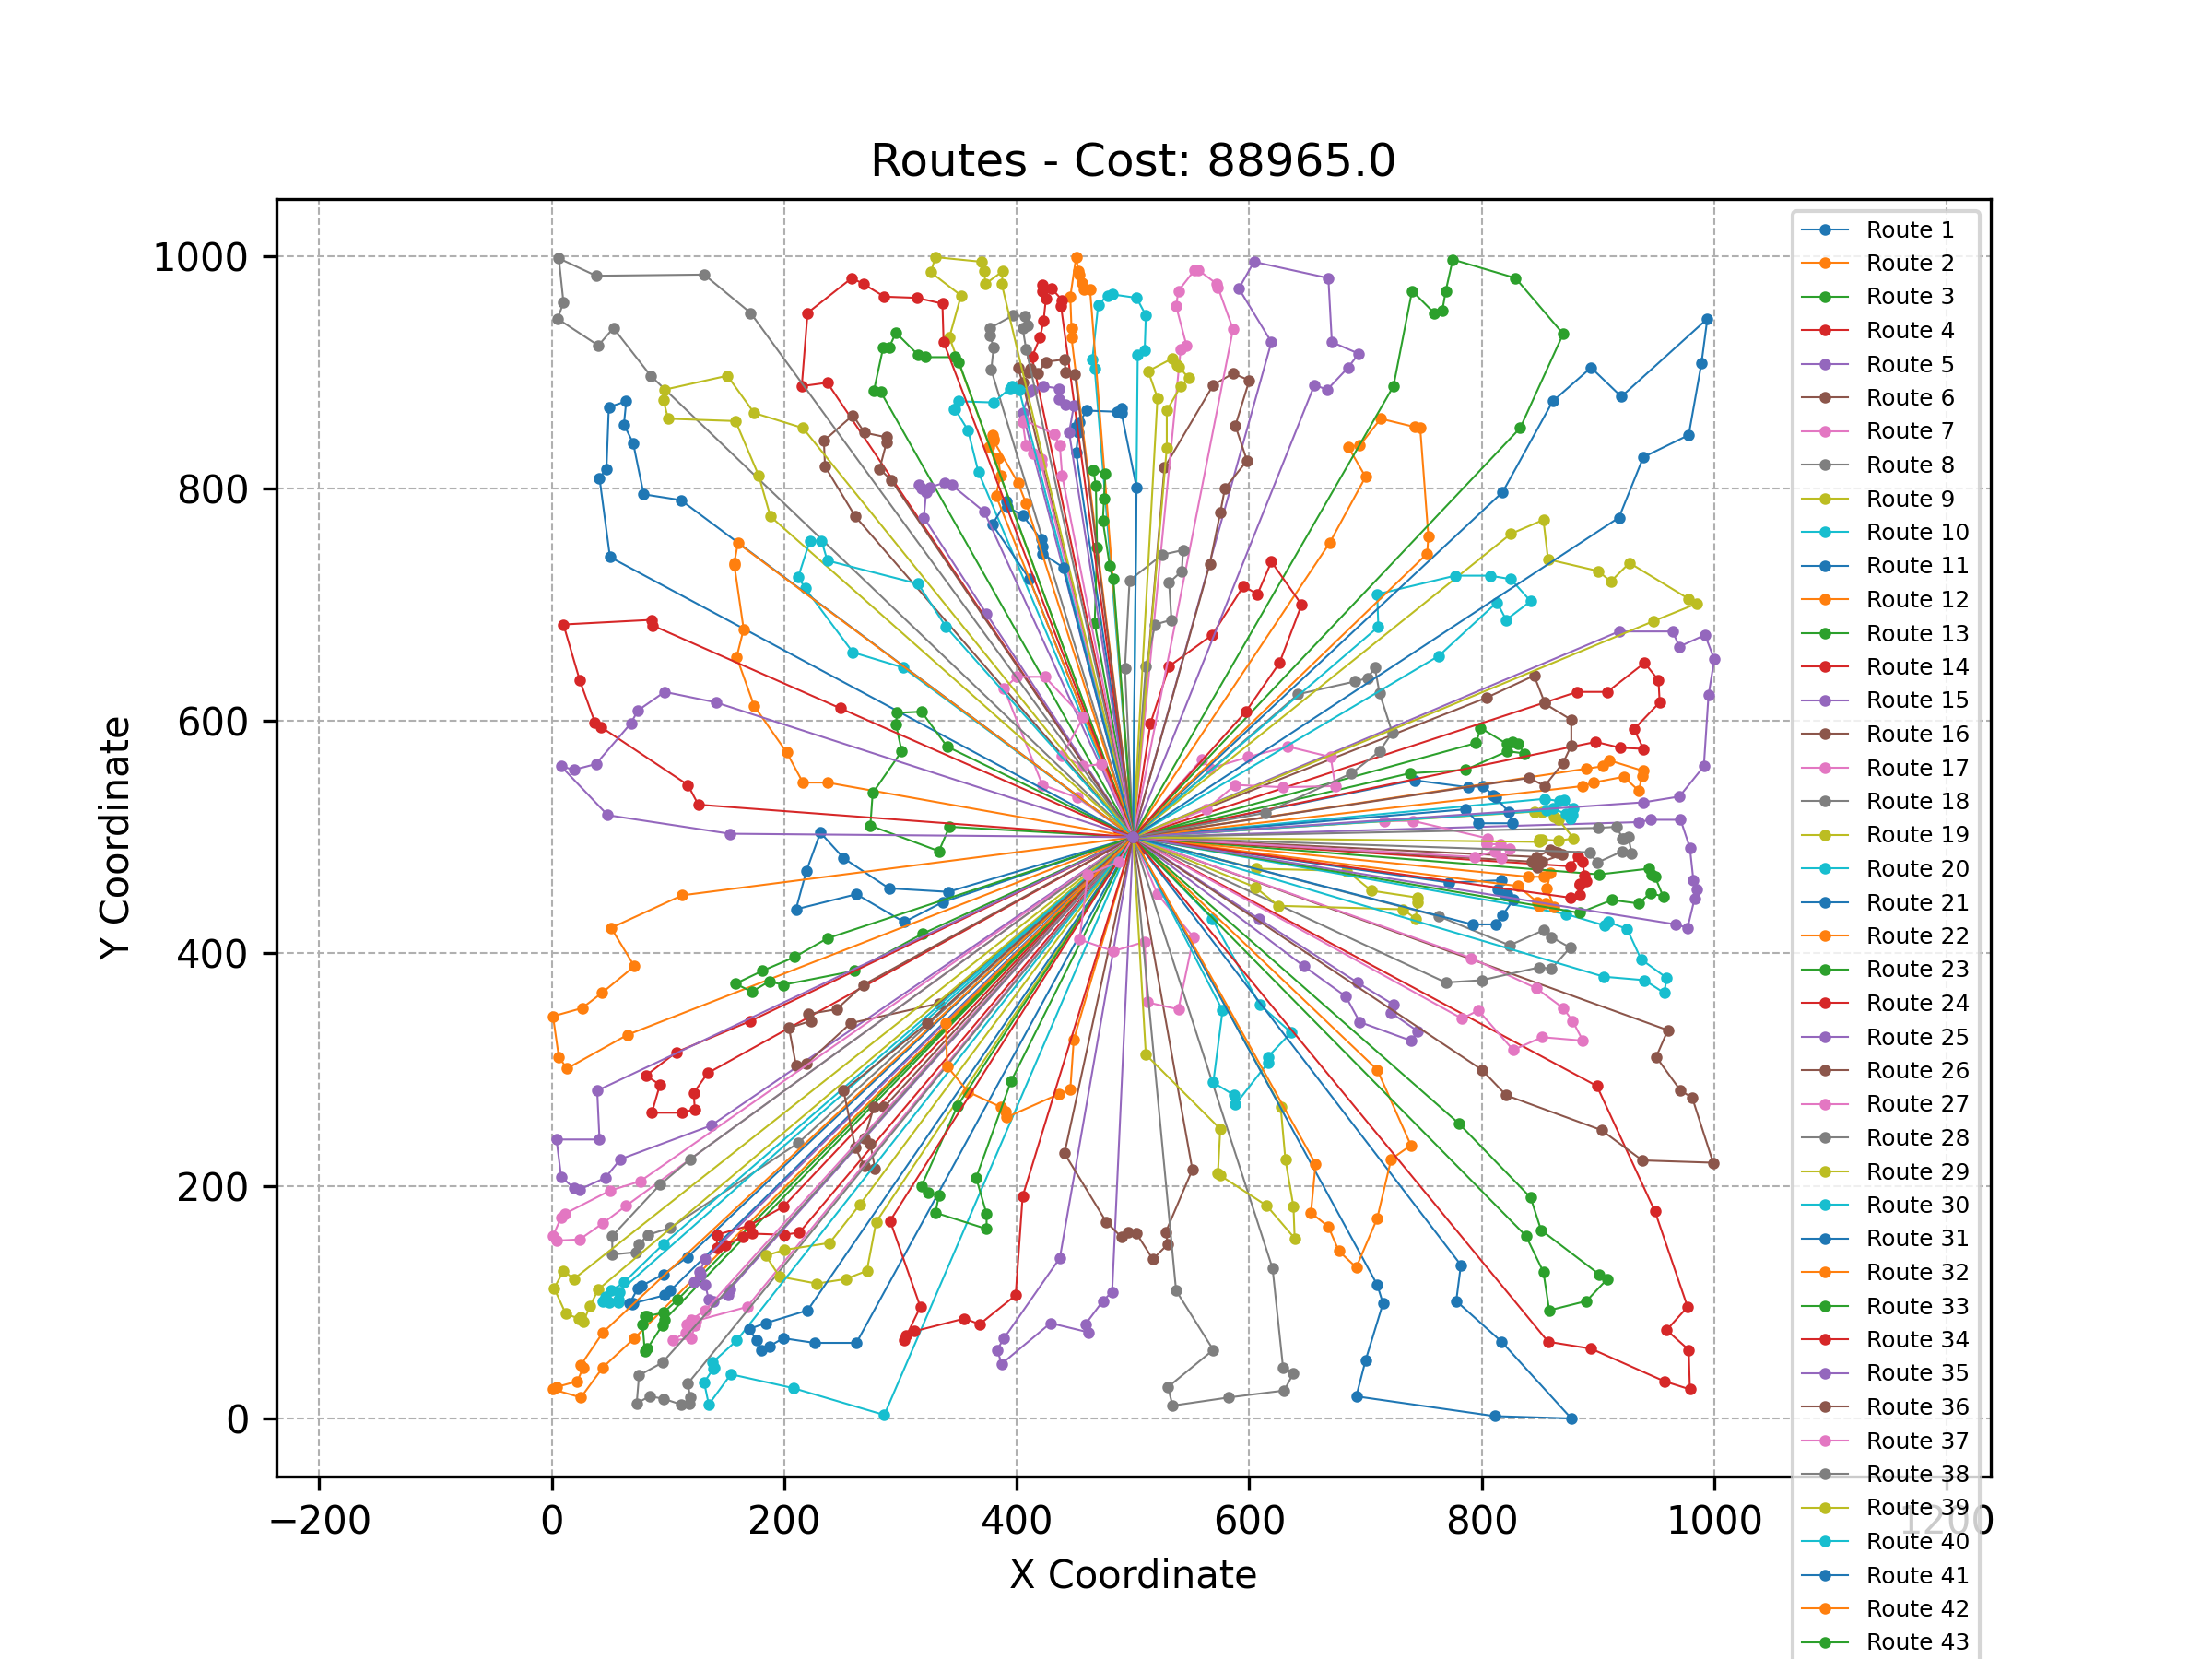 Routes - Cost: 88965.0
1000
800
600
400
200
0
Y Coordinate
−200
0
200
400
600
800
1000
1200
X Coordinate
Route 1
Route 2
Route 3
Route 4
Route 5
Route 6
Route 7
Route 8
Route 9
Route 10
Route 11
Route 12
Route 13
Route 14
Route 15
Route 16
Route 17
Route 18
Route 19
Route 20
Route 21
Route 22
Route 23
Route 24
Route 25
Route 26
Route 27
Route 28
Route 29
Route 30
Route 31
Route 32
Route 33
Route 34
Route 35
Route 36
Route 37
Route 38
Route 39
Route 40
Route 41
Route 42
Route 43